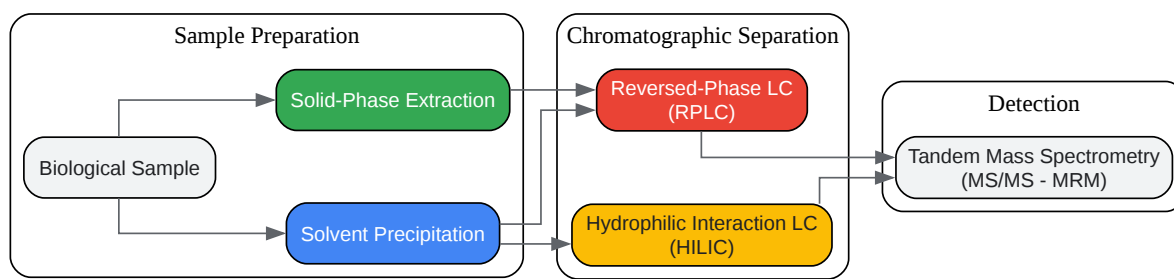 Sample Preparation
Biological Sample
Solid-Phase Extraction
Solvent Precipitation
Chromatographic Separation
Reversed-Phase LC
(RPLC)
Hydrophilic Interaction LC
(HILIC)
Detection
Tandem Mass Spectrometry
(MS/MS - MRM)